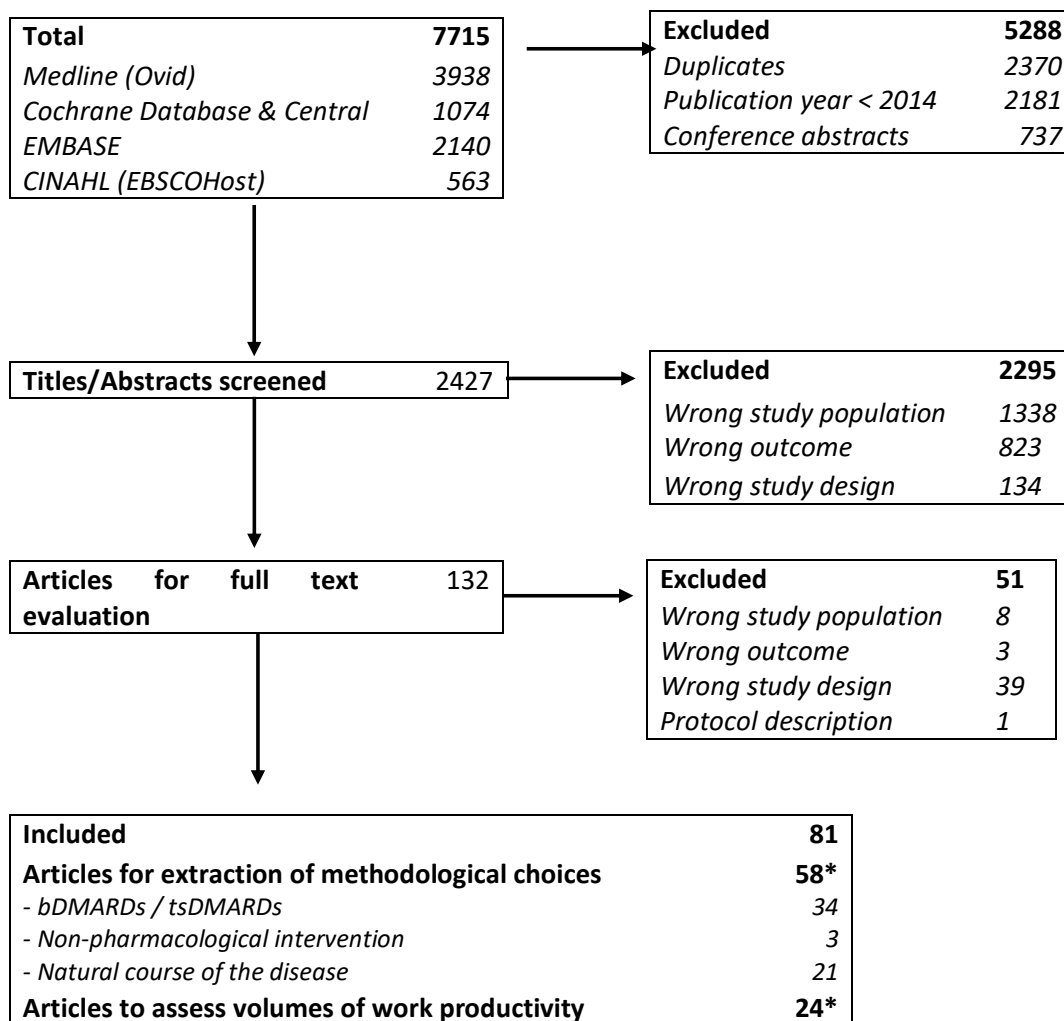 Total 7715
Medline (Ovid) 3938
Cochrane Database & Central 1074
EMBASE 2140
CINAHL (EBSCOHost) 563
Excluded 5288
Duplicates 2370
Publication year < 2014 2181
Conference abstracts 737
Titles/Abstracts screened 2427
Excluded 2295
Wrong study population 1338
Wrong outcome 823
Wrong study design 134
Articles for full text 132
evaluation
Excluded 51
Wrong study population 8
Wrong outcome 3
Wrong study design 39
Protocol description 1
Included 81
Articles for extraction of methodological choices 58*
- bDMARDs / tsDMARDs 34
- Non-pharmacological intervention 3
- Natural course of the disease 21
Articles to assess volumes of work productivity 24*